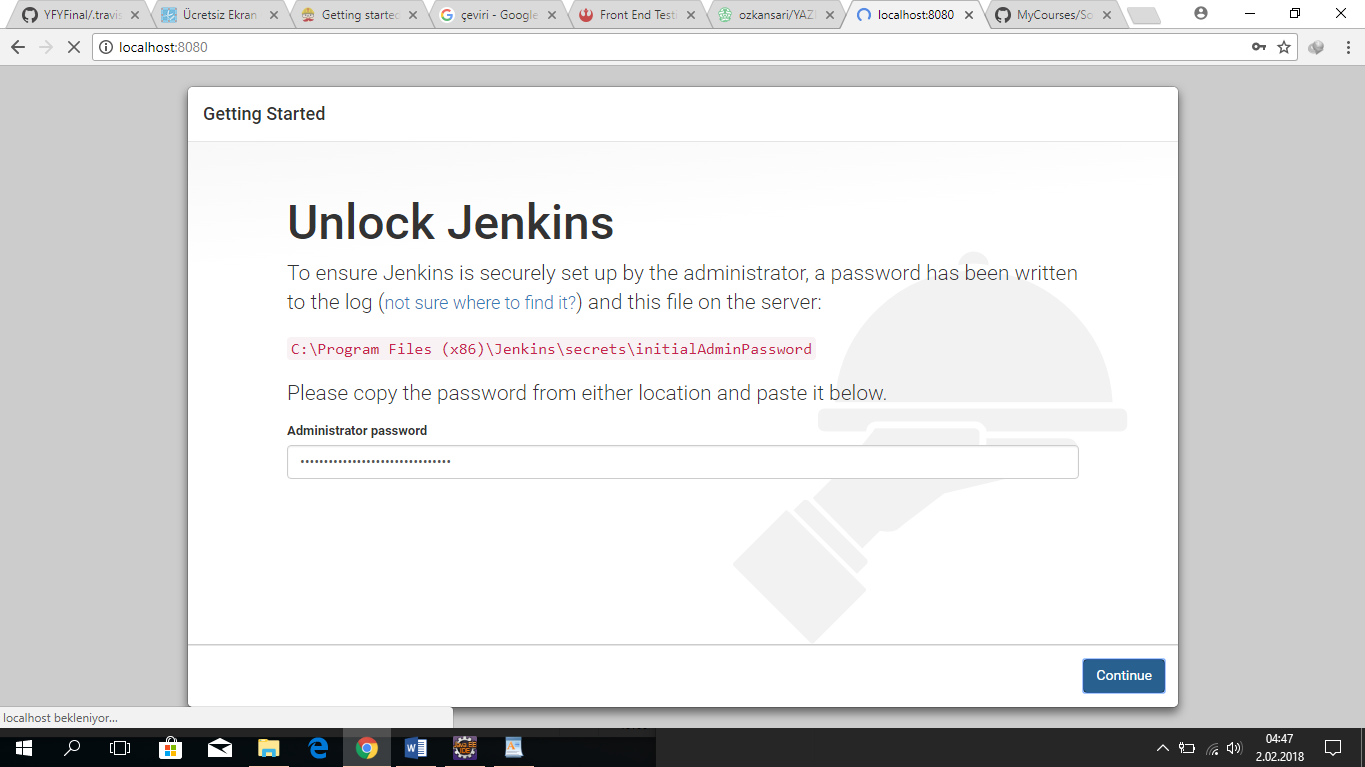 YFYFinal/.travis
Ücretsiz Ekran
Getting started
çeviri - Google
Front End Testi
ozkansari/YAZI
localhost:8080
MyCourses/So
localhost:8080
Getting Started
Unlock Jenkins
To ensure Jenkins is securely set up by the administrator, a password has been written
to the log (not sure where to find it?) and this file on the server:
C:\Program Files (x86)\Jenkins\secrets\initialAdminPassword
Please copy the password from either location and paste it below.
Administrator password
Continue
localhost bekleniyor...
04:47
2.02.2018